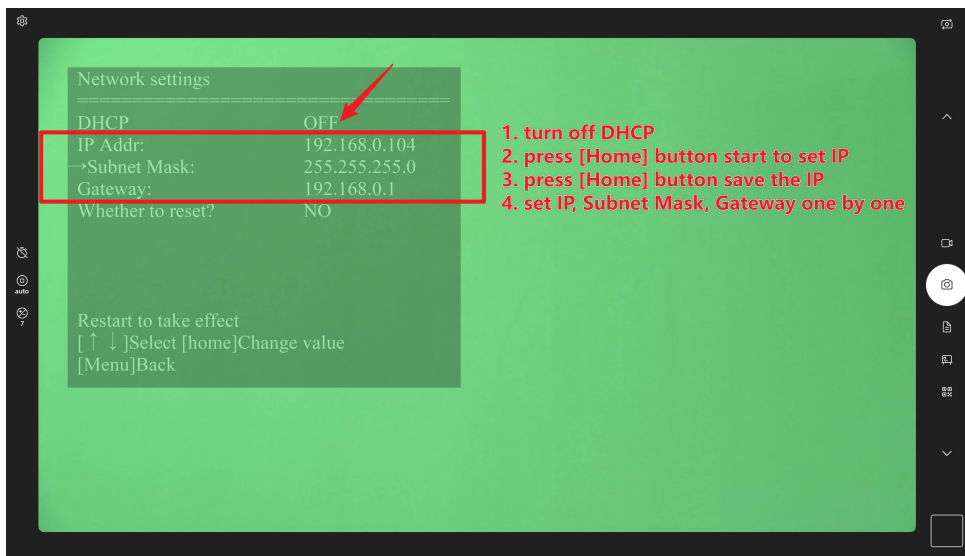 Network settings
==================================
DHCP OFF
IP Addr: 192.168.0.104
→Subnet Mask: 255.255.255.0
Gateway: 192.168.0.1
Whether to reset? NO
Restart to take effect
[ ↑ ↓ ]Select [home]Change value
[Menu]Back
1. turn off DHCP
2. press [Home] button start to set IP
3. press [Home] button save the IP
4. set IP, Subnet Mask, Gateway one by one
auto
7